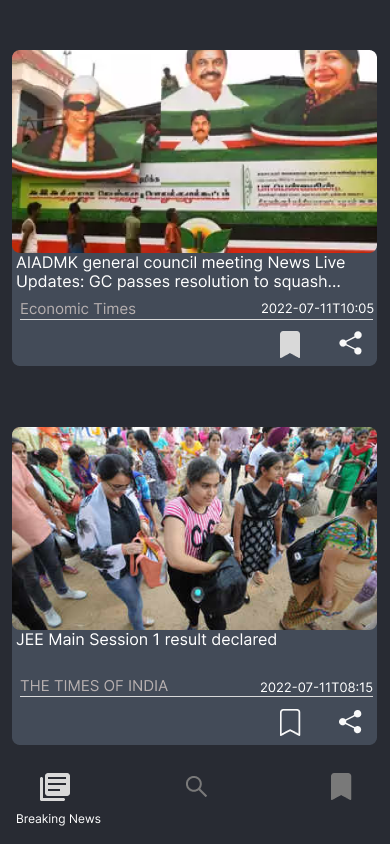 AIADMK general council meeting News Live
Updates: GC passes resolution to squash...
Economic Times
2022-07-11T10:05
JEE Main Session 1 result declared
THE TIMES OF INDIA
2022-07-11T08:15
Breaking News